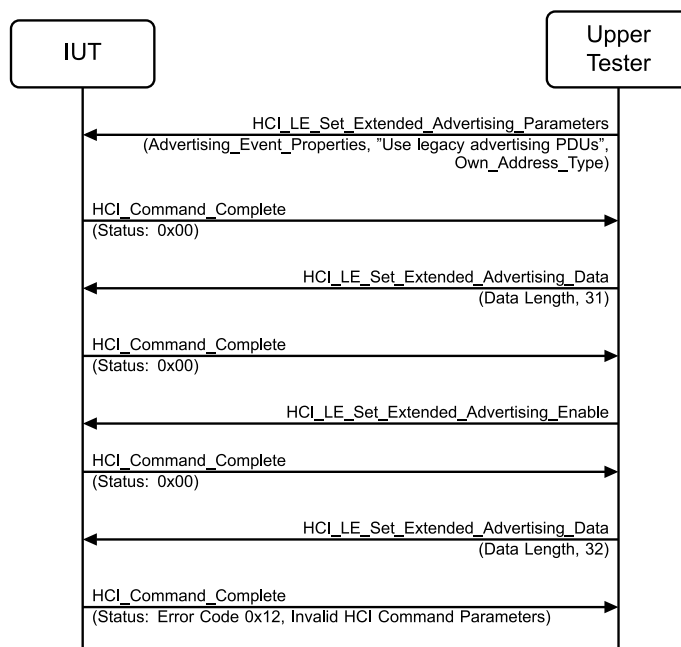 IUT
Upper
Tester
HCI_LE_Set_Extended_Advertising_Parameters
(Advertising_Event_Properties, ”Use legacy advertising PDUs”,
Own_Address_Type)
HCI_Command_Complete
(Status: 0x00)
HCI_LE_Set_Extended_Advertising_Data
(Data Length, 31)
HCI_Command_Complete
(Status: 0x00)
HCI_LE_Set_Extended_Advertising_Enable
HCI_Command_Complete
(Status: 0x00)
HCI_LE_Set_Extended_Advertising_Data
(Data Length, 32)
HCI_Command_Complete
(Status: Error Code 0x12, Invalid HCI Command Parameters)